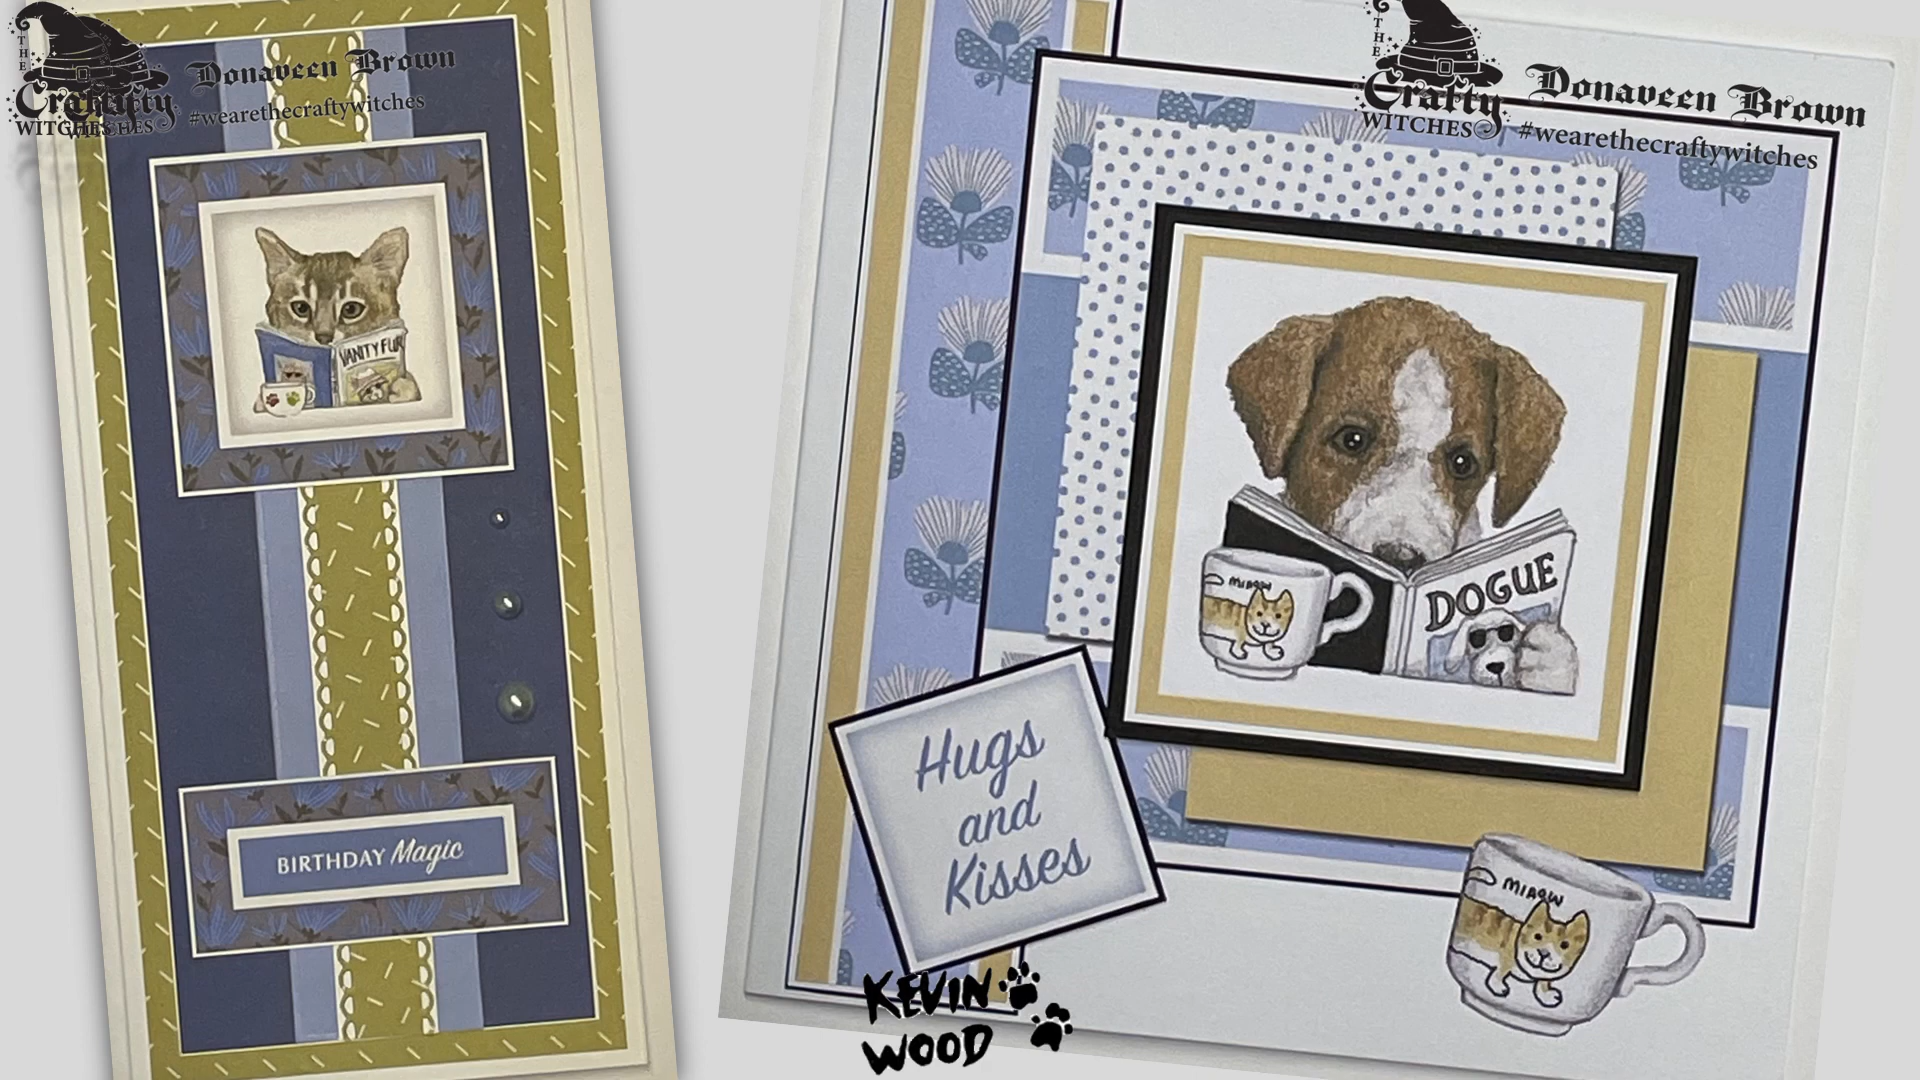 THE
Crafty
WITCHES
Donaveen Brown
#wearethecraftywitches
VANITY FUR
BIRTHDAY Magic
THE
Crafty
WITCHES
Donaveen Brown
#wearethecraftywitches
MIAOW
DOGUE
Hugs
and
Kisses
MIAOW
KEVIN
WOOD